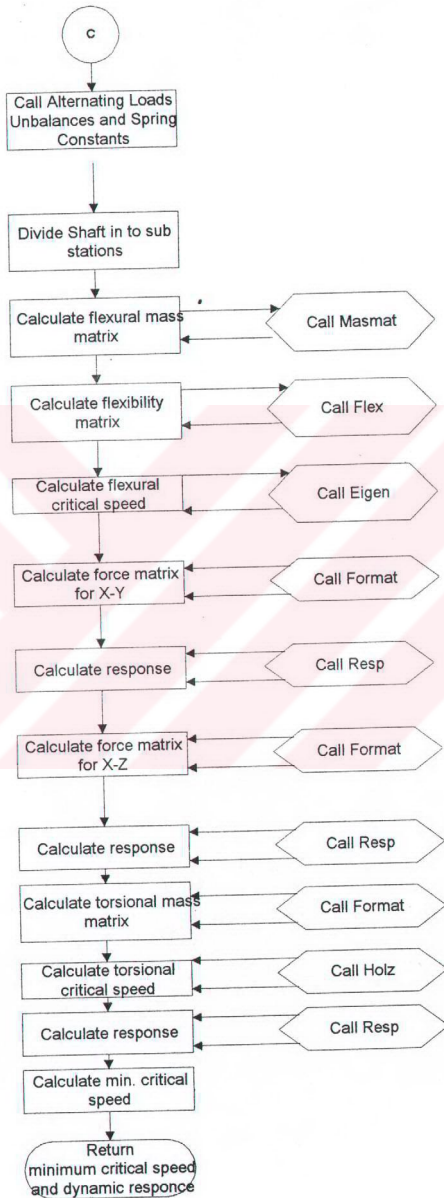 C
Call Alternating Loads
Unbalances and Spring
Constants
Divide Shaft in to sub
stations
Calculate flexural mass
matrix
Call Masmat
Calculate flexibility
matrix
Call Flex
Calculate flexural
critical speed
Call Eigen
Calculate force matrix
for X-Y
Call Format
Calculate response
Call Resp
Calculate force matrix
for X-Z
Call Format
Calculate response
Call Resp
Calculate torsional mass
matrix
Call Format
Calculate torsional
critical speed
Call Holz
Calculate response
Call Resp
Calculate min. critical
speed
Return
minimum critical speed
and dynamic responce